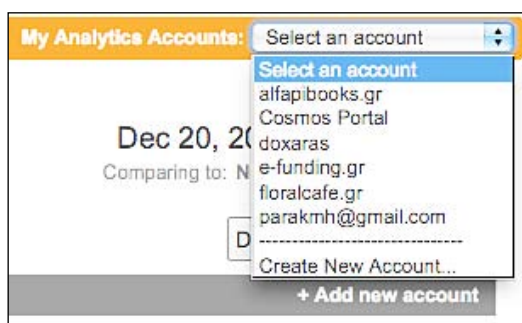 My Analytics Accounts: Select an account
Select an account
alfapibooks.gr
Cosmos Portal
doxaras
e-funding.gr
floralcafe.gr
parakmh@gmail.com
-------------------------------
Create New Account...
Dec 20, 20
Comparing to: N
D
+ Add new account